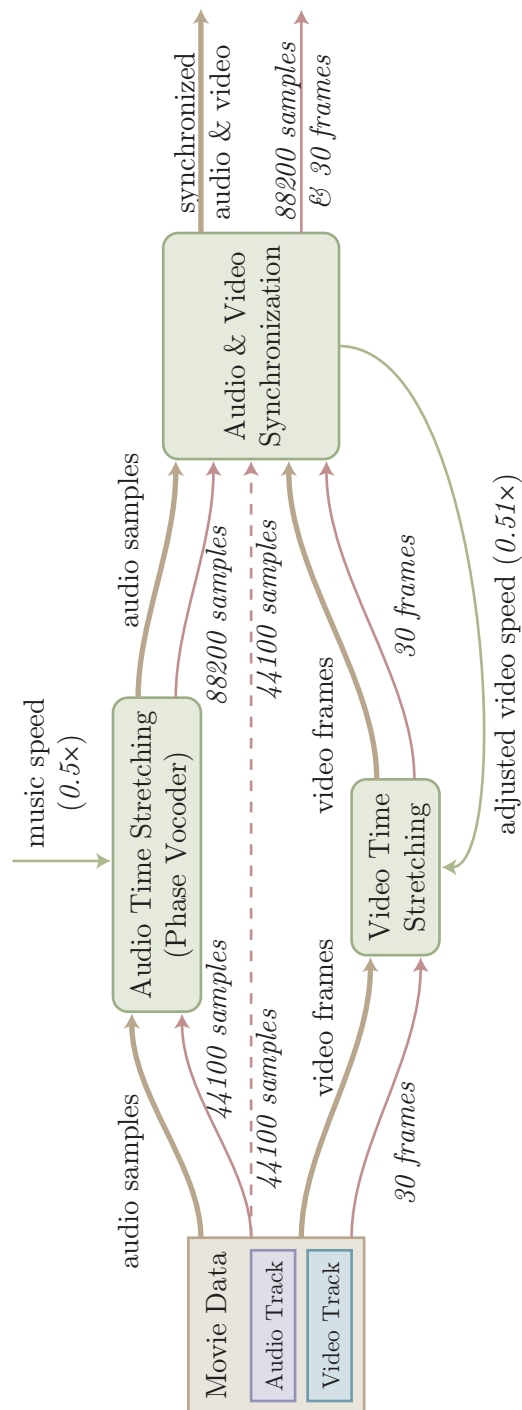 Movie Data
Audio Track
Video Track
audio samples
44100 samples
44100 samples
video frames
30 frames
music speed
(0.5×)
Audio Time Stretching
(Phase Vocoder)
Video Time
Stretching
audio samples
88200 samples
44100 samples
video frames
30 frames
adjusted video speed (0.51×)
Audio & Video
Synchronization
synchronized
audio & video
88200 samples
& 30 frames